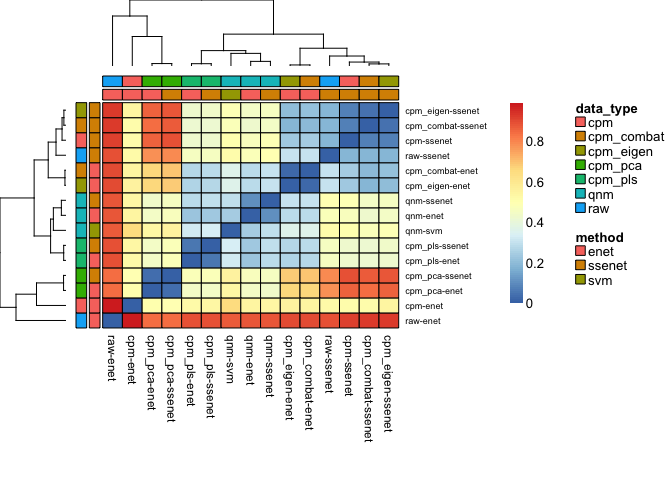 cpm_eigen-ssenet
cpm_combat-ssenet
cpm-ssenet
raw-ssenet
cpm_combat-enet
cpm_eigen-enet
qnm-ssenet
qnm-enet
qnm-svm
cpm_pls-ssenet
cpm_pls-enet
cpm_pca-ssenet
cpm_pca-enet
cpm-enet
raw-enet
raw-enet
cpm-enet
cpm_pca-enet
cpm_pca-ssenet
cpm_pls-enet
cpm_pls-ssenet
qnm-svm
qnm-enet
qnm-ssenet
cpm_eigen-enet
cpm_combat-enet
raw-ssenet
cpm-ssenet
cpm_combat-ssenet
cpm_eigen-ssenet
0.8
0.6
0.4
0.2
0
data_type
cpm
cpm_combat
cpm_eigen
cpm_pca
cpm_pls
qnm
raw
method
enet
ssenet
svm